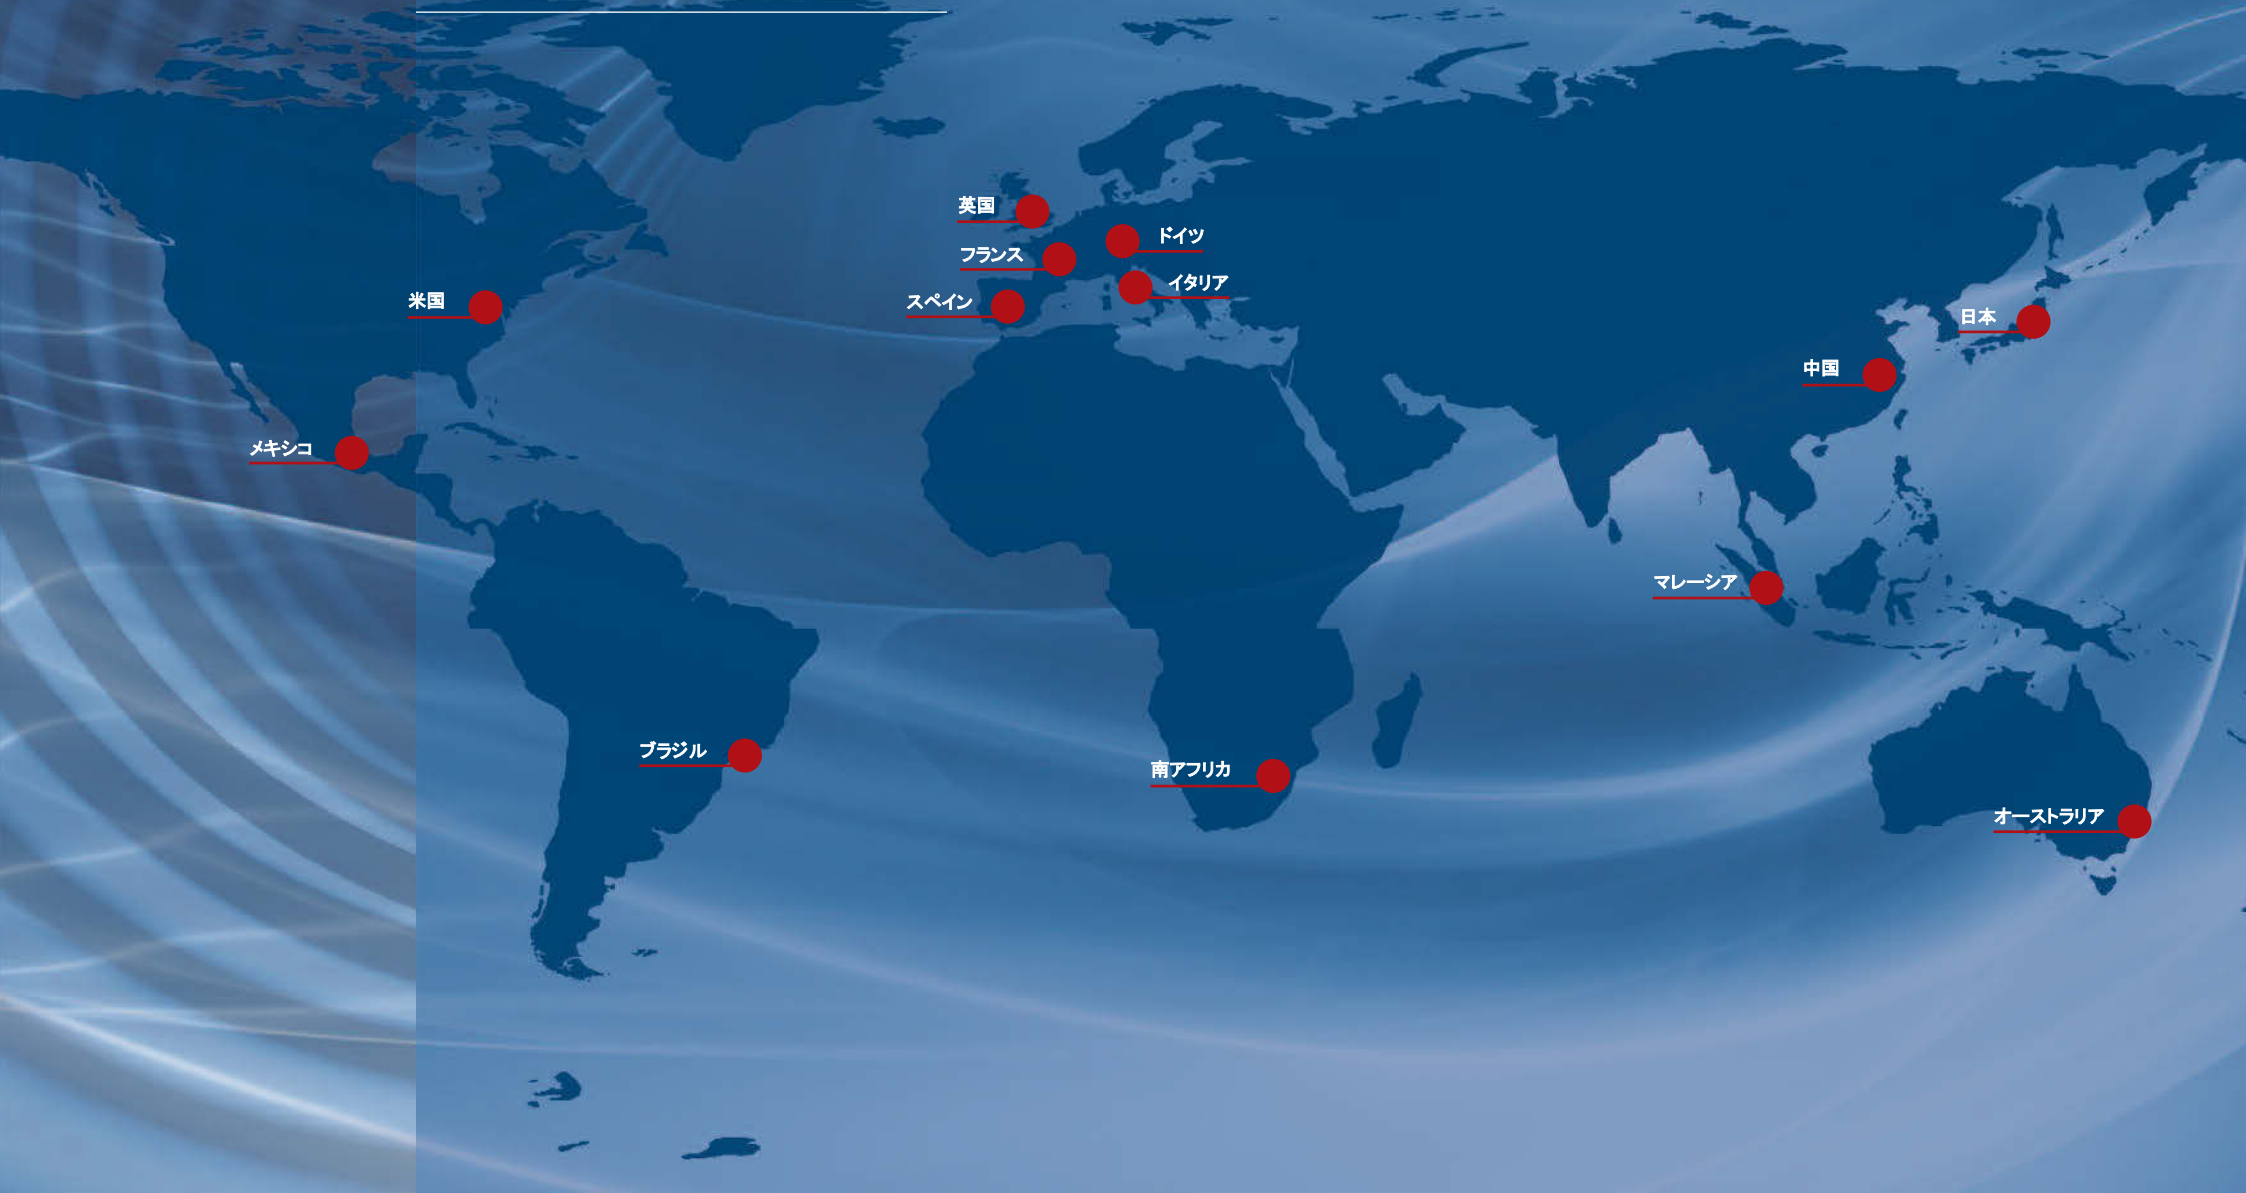 英国
ドイツ
フランス
イタリア
米国
スペイン
日本
中国
メキシコ
マレーシア
ブラジル
南アフリカ
オーストラリア